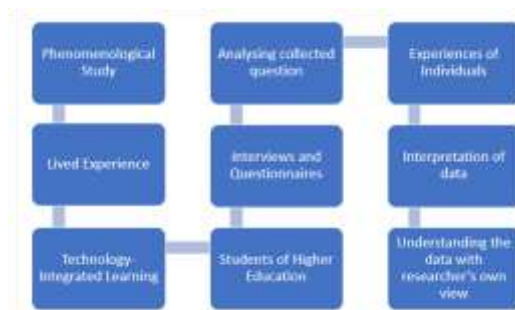 Phenomenological
Study
Lived Experience
Technology-
Integrated Learning
Students of Higher
Education
Interviews and
Questionnaires
Analysing collected
question
Experiences of
Individuals
Interpretation of
data
Understanding the
data with
researcher's own
view